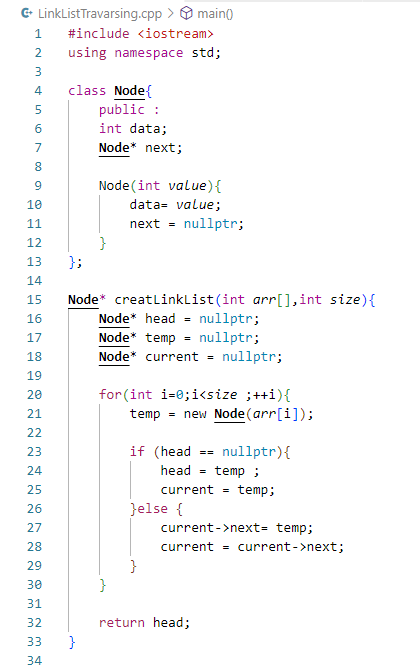 LinkListTravarsing.cpp > main()
1 #include <iostream>
2 using namespace std;
3
4 class Node{
5     public :
6     int data;
7     Node* next;
8
9     Node(int value){
10         data= value;
11         next = nullptr;
12     }
13 };
14
15 Node* creatLinkList(int arr[],int size){
16     Node* head = nullptr;
17     Node* temp = nullptr;
18     Node* current = nullptr;
19
20     for(int i=0;i<size ;++i){
21         temp = new Node(arr[i]);
22
23         if (head == nullptr){
24             head = temp ;
25             current = temp;
26         }else {
27             current->next= temp;
28             current = current->next;
29         }
30     }
31
32     return head;
33 }
34